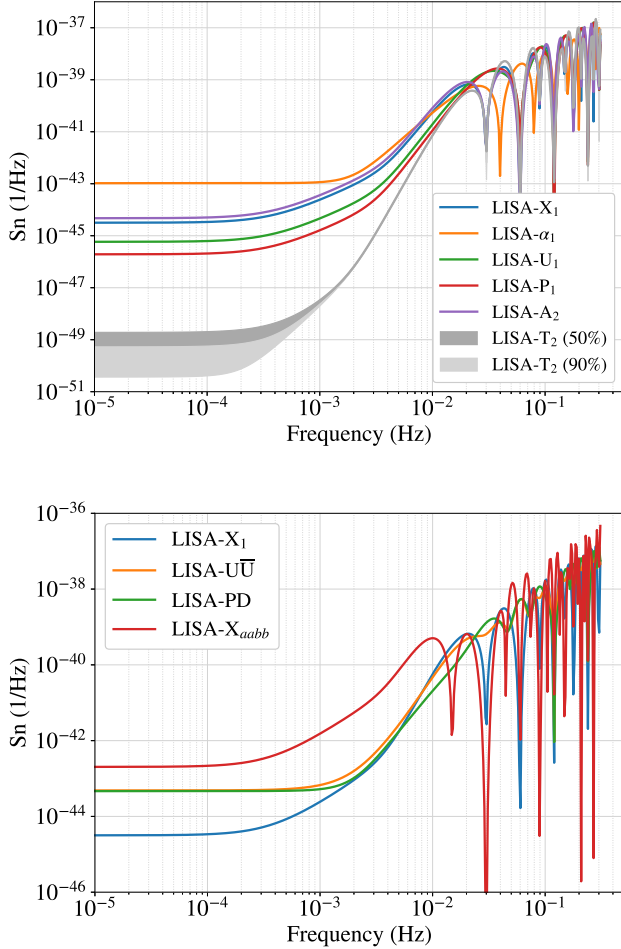 10⁻³⁷
10⁻³⁹
10⁻⁴¹
10⁻⁴³
10⁻⁴⁵
10⁻⁴⁷
10⁻⁴⁹
10⁻⁵¹
Sn (1/Hz)
LISA-X₁
LISA-α₁
LISA-U₁
LISA-P₁
LISA-A₂
LISA-T₂ (50%)
LISA-T₂ (90%)
10⁻⁵ 10⁻⁴ 10⁻³ 10⁻² 10⁻¹
Frequency (Hz)
10⁻³⁶
10⁻³⁸
10⁻⁴⁰
10⁻⁴²
10⁻⁴⁴
10⁻⁴⁶
Sn (1/Hz)
LISA-X₁
LISA-UU̅
LISA-PD
LISA-X_{aabb}
10⁻⁵ 10⁻⁴ 10⁻³ 10⁻² 10⁻¹
Frequency (Hz)